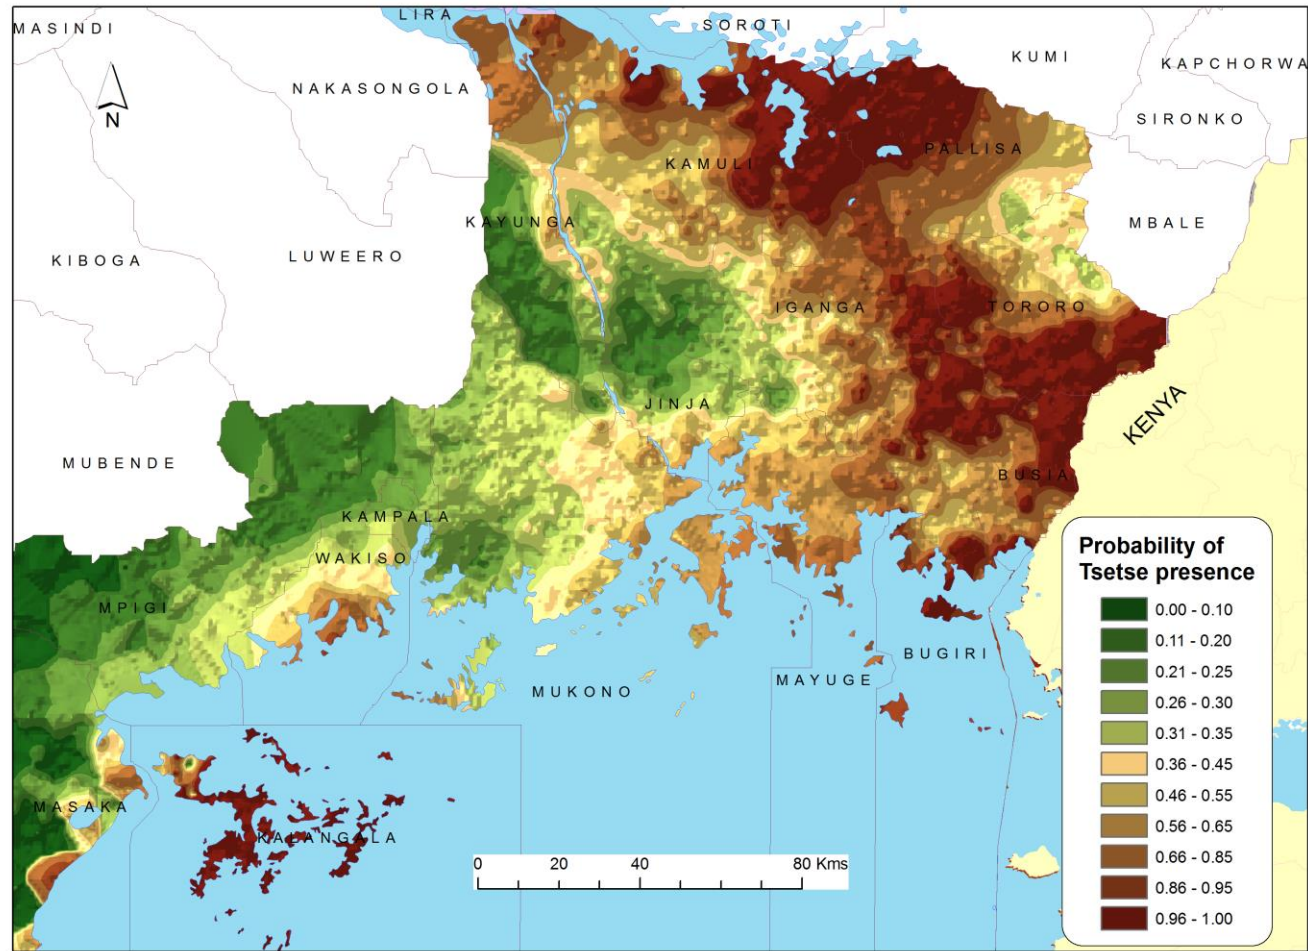 LIRA
SOROTI
MASINDI
KUMI
KAPCHORWA
NAKASONGOLA
N
SIRONKO
PALLISA
KAMULI
KAYUNGA
MBALE
LUWEERO
KIBOGA
IGANGA
TORORO
JINJA
KENYA
MUBENDE
BUSIA
KAMPALA
WAKISO
MPIGI
BUGIRI
MAYUGE
MUKONO
MASAKA
KALANGALA
0 20 40 80 Kms
Probability of
Tsetse presence
0.00 - 0.10
0.11 - 0.20
0.21 - 0.25
0.26 - 0.30
0.31 - 0.35
0.36 - 0.45
0.46 - 0.55
0.56 - 0.65
0.66 - 0.85
0.86 - 0.95
0.96 - 1.00